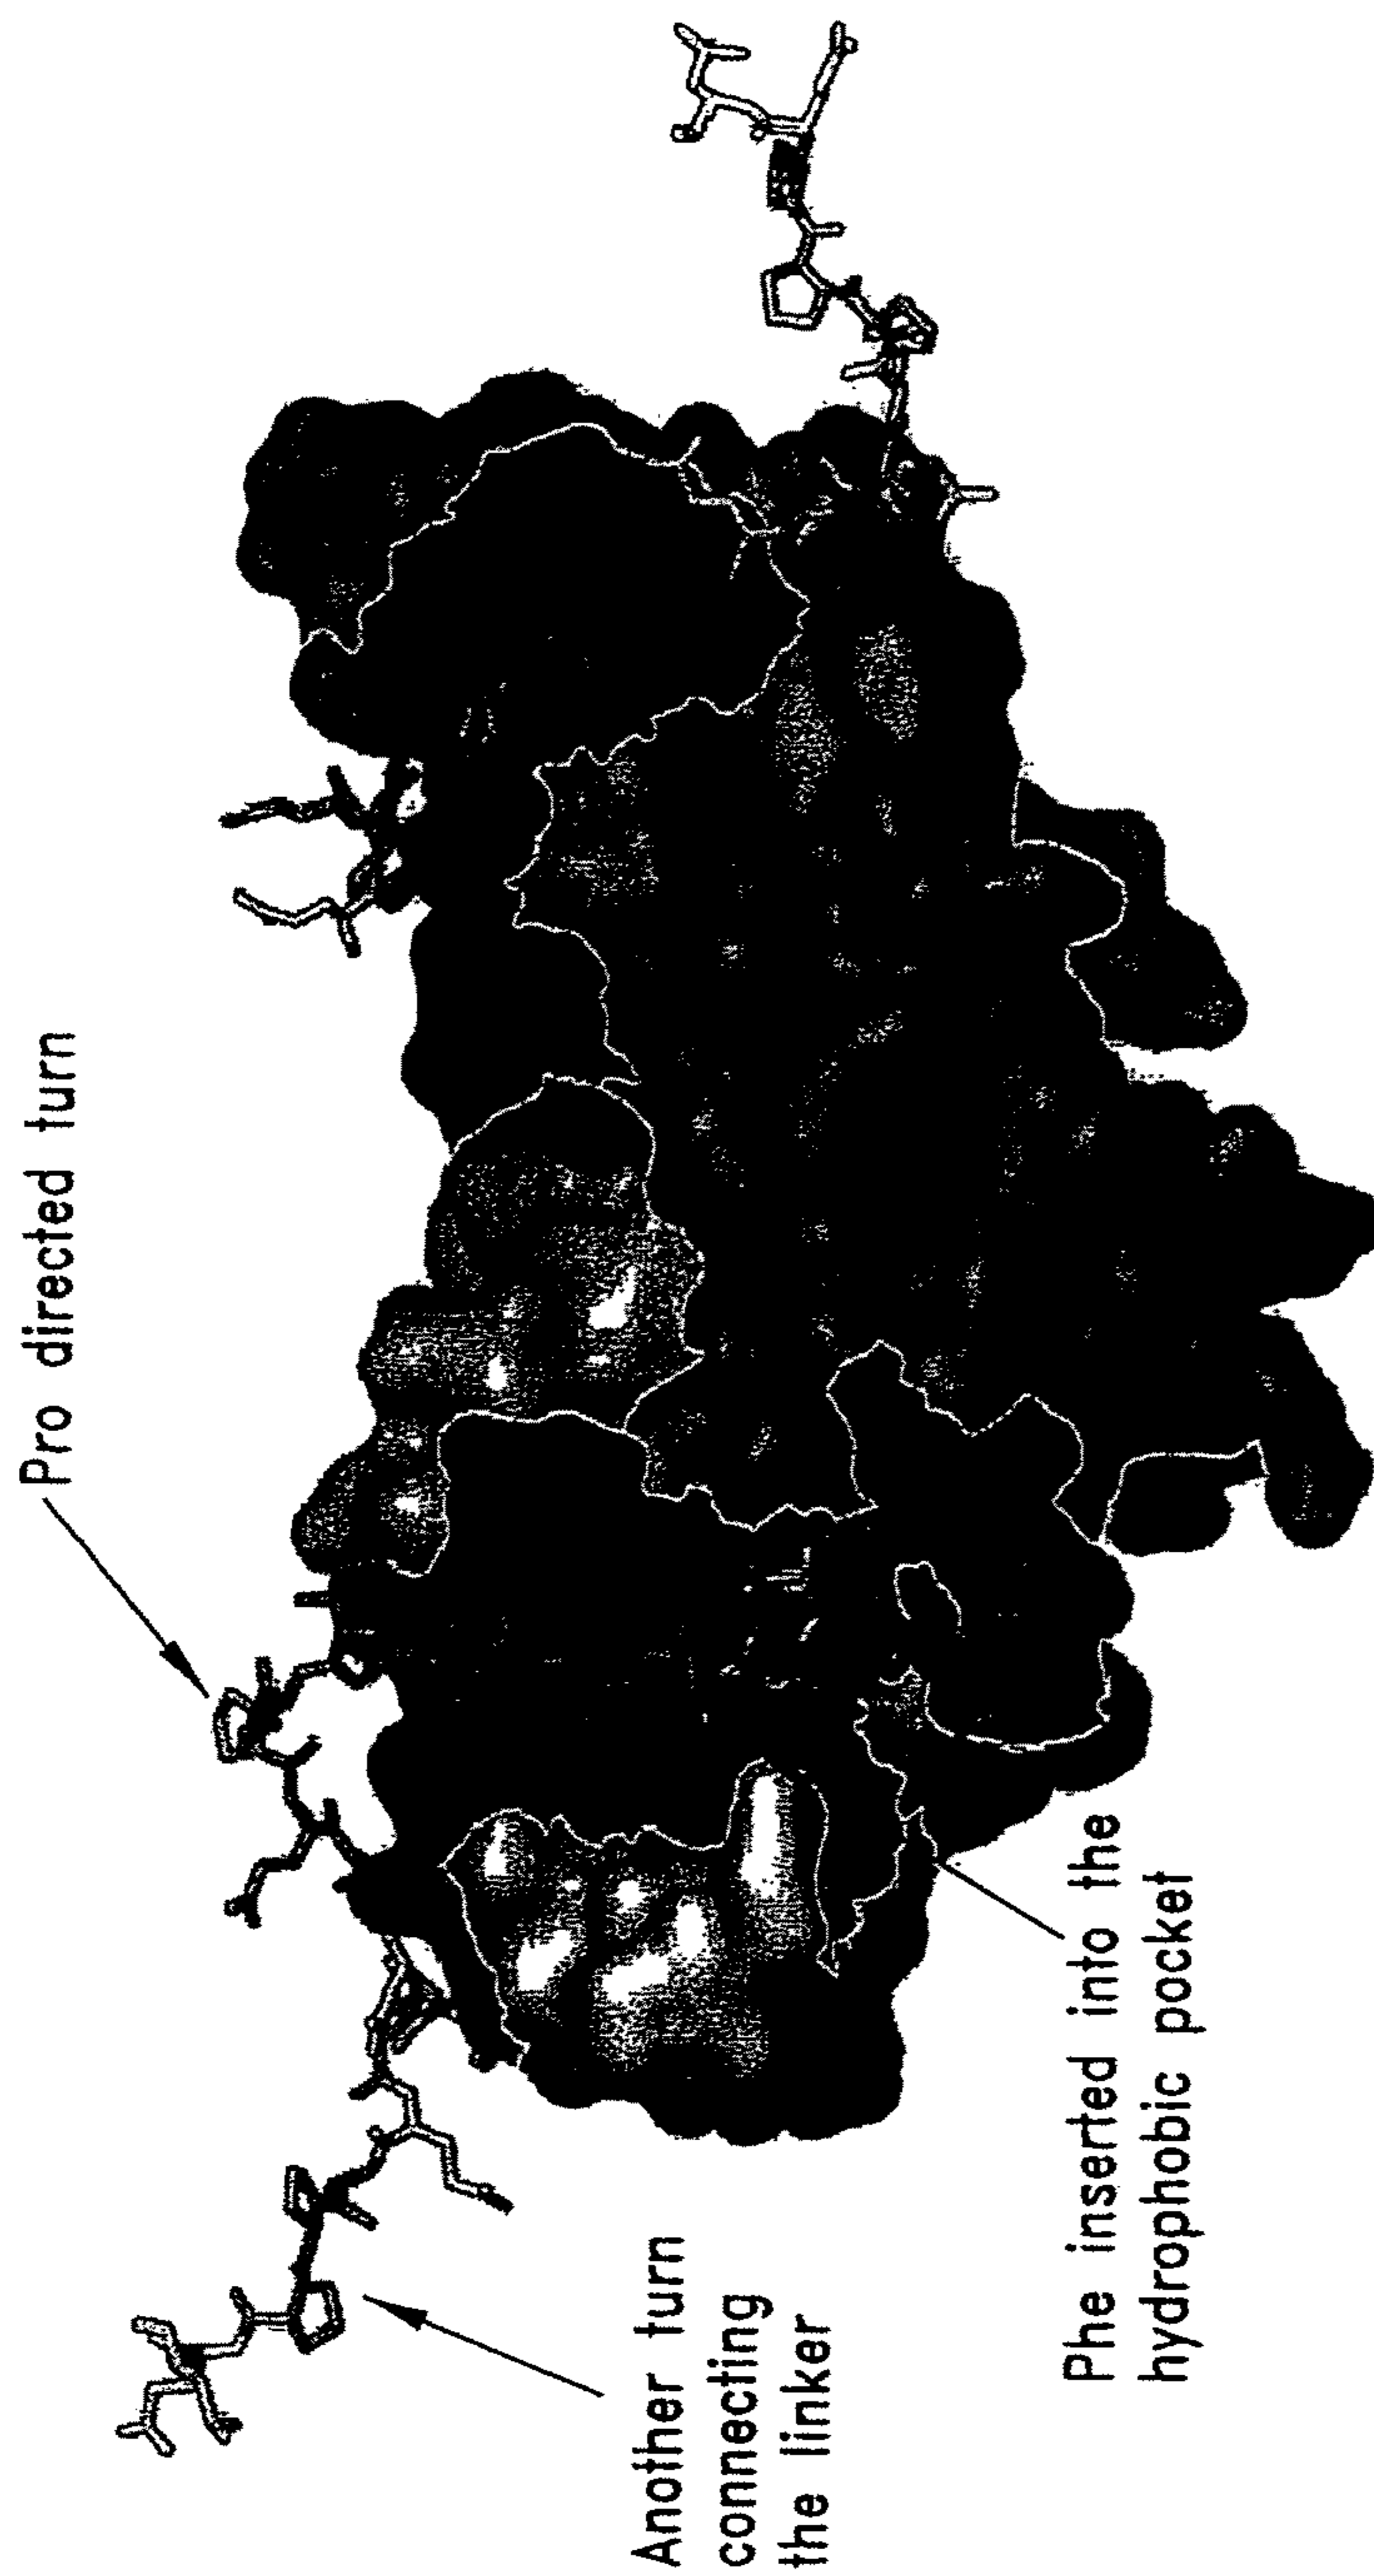 Pro directed turn
Another turn
connecting
the linker
Phe inserted into the
hydrophobic pocket